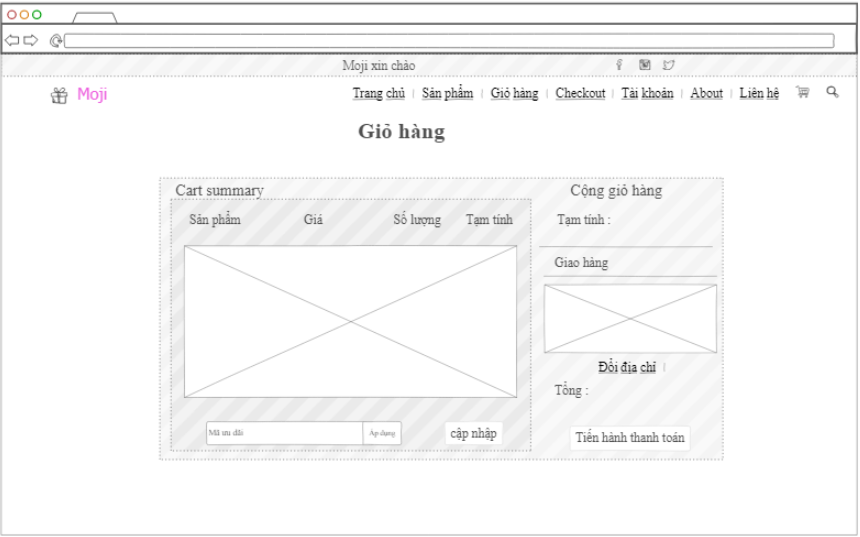 Moji xin chào
Moji
Trang chủ | Sản phẩm | Giỏ hàng | Checkout | Tài khoản | About | Liên hệ
Giỏ hàng
Cart summary
Cộng giỏ hàng
Sản phẩm Giá Số lượng Tạm tính
Tạm tính :
Giao hàng
Đổi địa chỉ |
Tổng :
Mã ưu đãi Áp dụng cập nhập
Tiến hành thanh toán